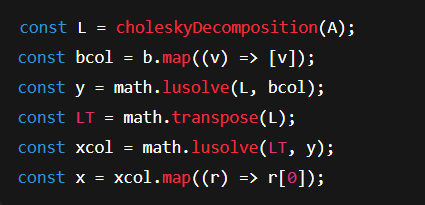 const L = choleskyDecomposition(A);
const bcol = b.map((v) => [v]);
const y = math.lusolve(L, bcol);
const LT = math.transpose(L);
const xcol = math.lusolve(LT, y);
const x = xcol.map((r) => r[0]);